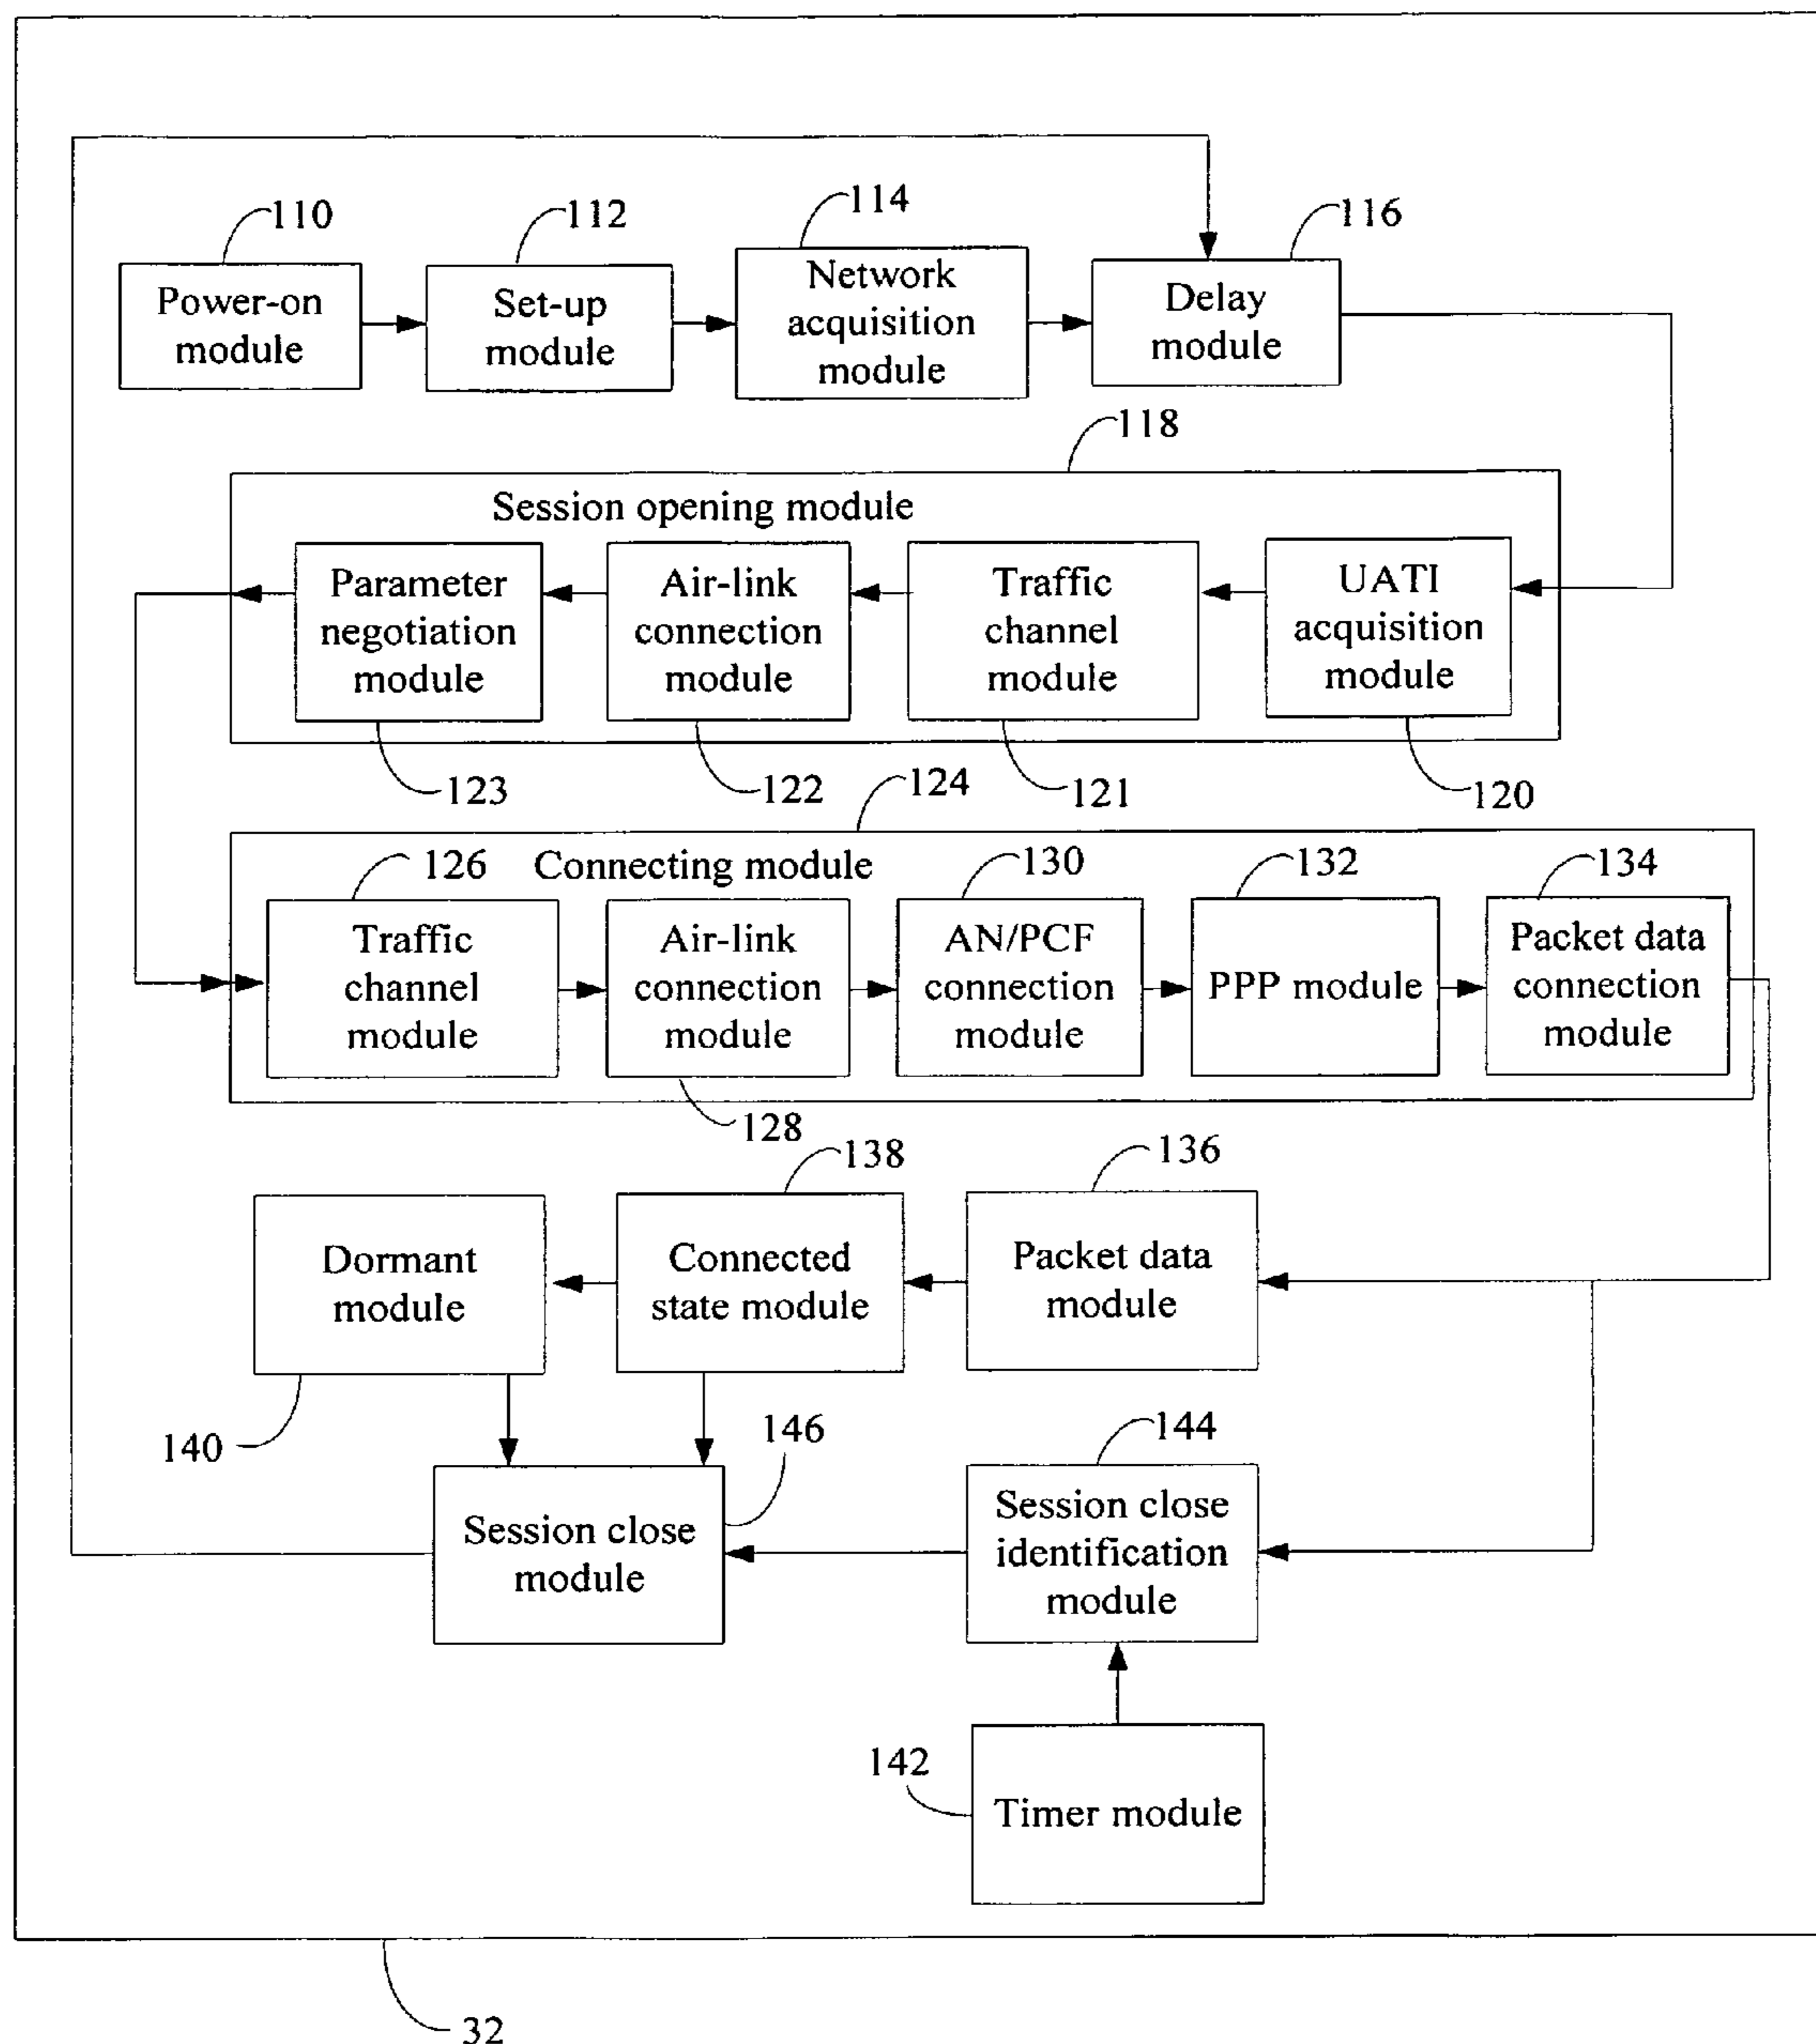 110
112
114
116
Power-on
module
Set-up
module
Network
acquisition
module
Delay
module
118
Session opening module
Parameter
negotiation
module
Air-link
connection
module
Traffic
channel
module
UATI
acquisition
module
123
122
121
120
124
Connecting module
126
130
132
134
Traffic
channel
module
Air-link
connection
module
AN/PCF
connection
module
PPP module
Packet data
connection
module
128
138
136
Dormant
module
Connected
state module
Packet data
module
140
146
144
Session close
module
Session close
identification
module
142
Timer module
32